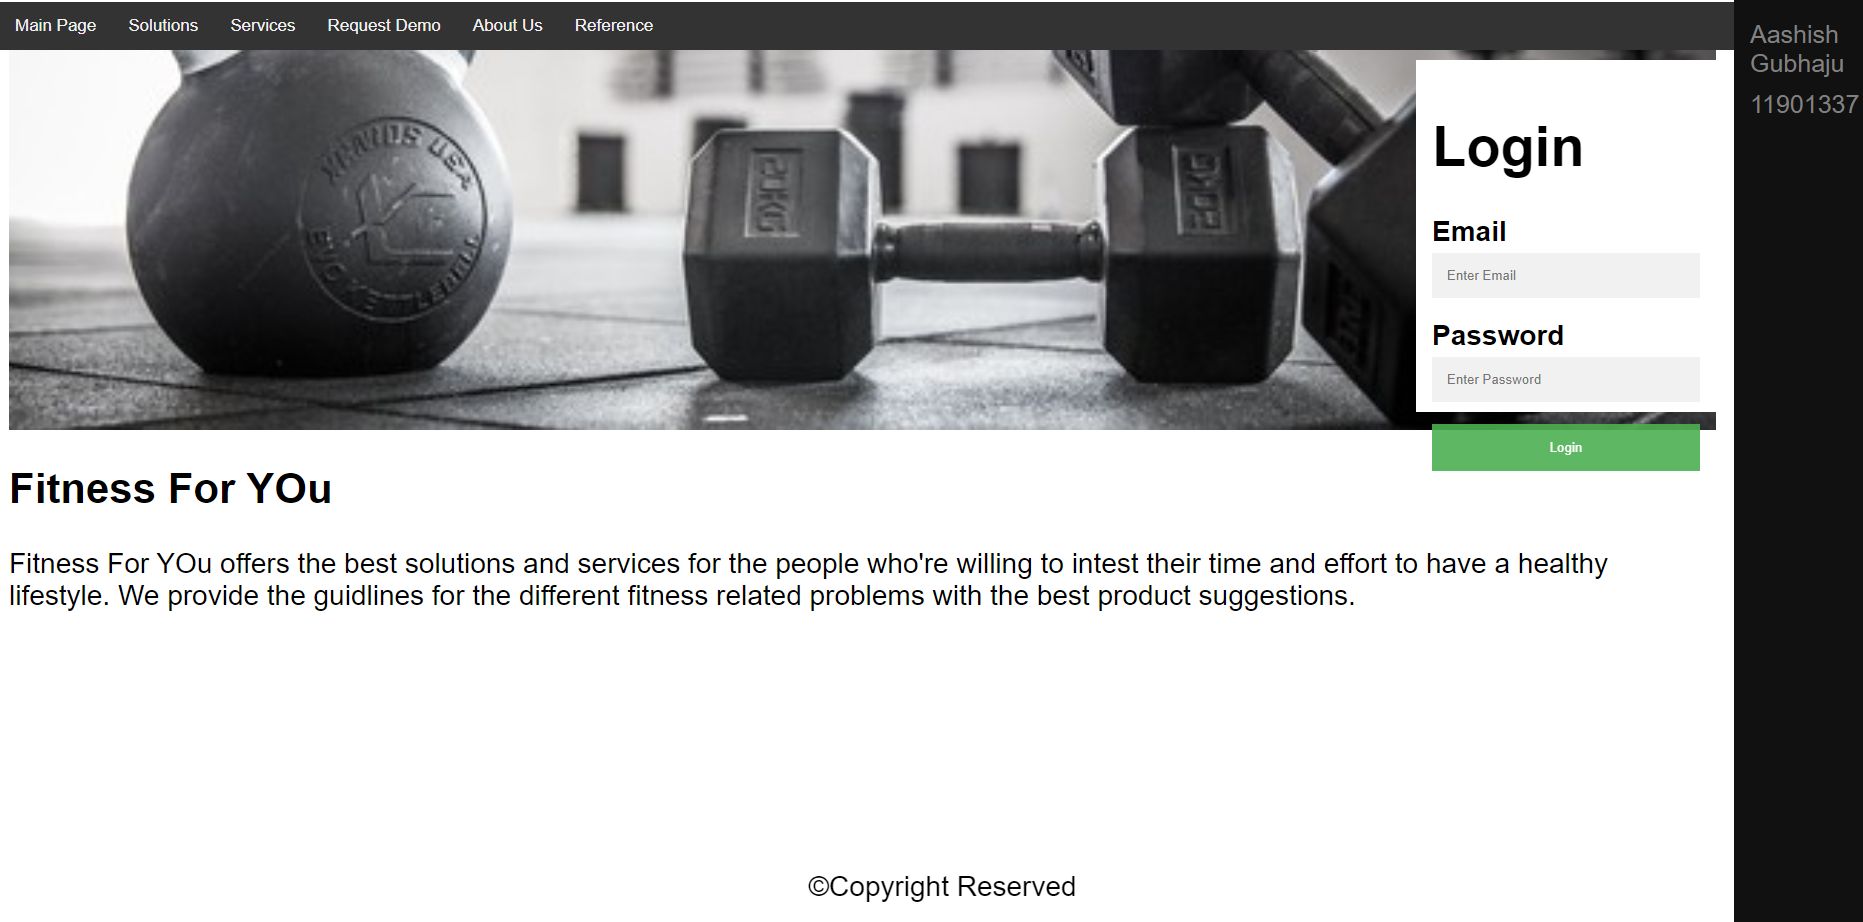 Main Page Solutions Services Request Demo About Us Reference
Aashish
Gubhaju
11901337
20KG
Login
Email
Enter Email
Password
Enter Password
Login
Fitness For YOu
Fitness For YOu offers the best solutions and services for the people who're willing to intest their time and effort to have a healthy
lifestyle. We provide the guidlines for the different fitness related problems with the best product suggestions.
©Copyright Reserved